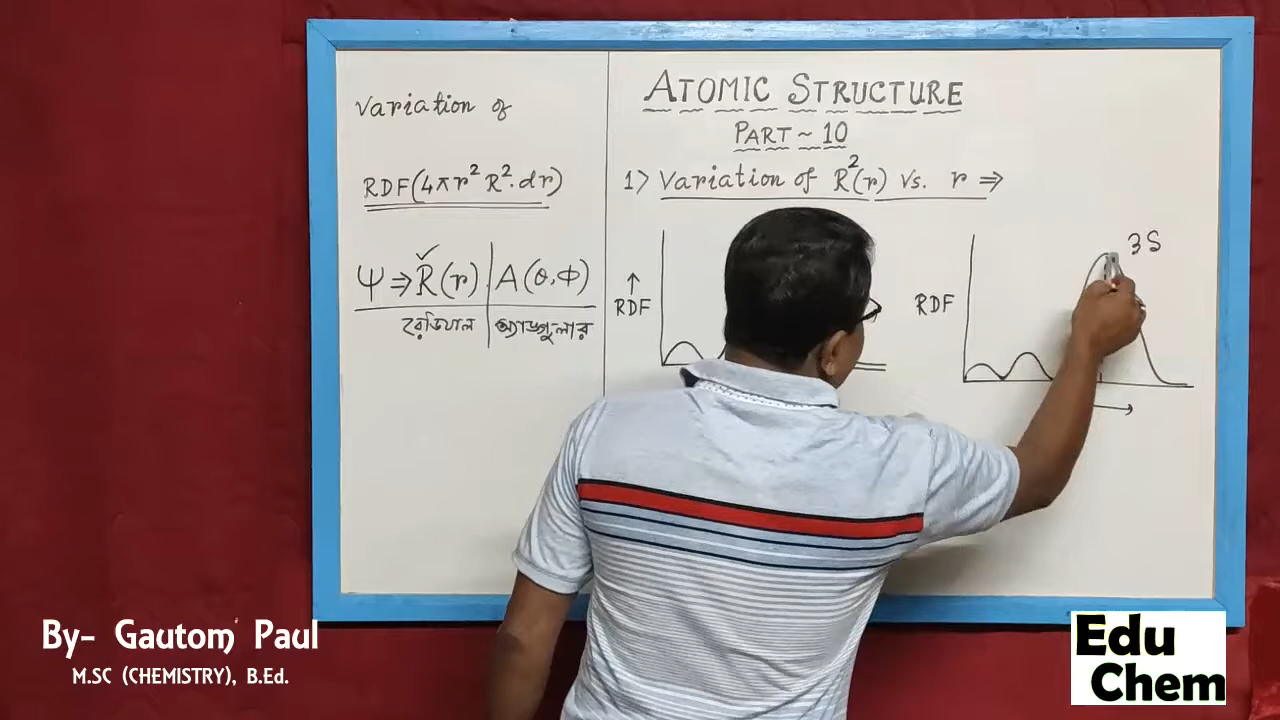 Variation of
RDF(4πr² R².dr)
Ψ ⇒ R(r) A(θ,Φ)
রেডিয়াল অ্যাঙ্গুলার
ATOMIC STRUCTURE
PART ~ 10
1) Variation of R²(r) Vs. r ⇒
RDF
RDF
3S
By- Gautom Paul
M.SC (CHEMISTRY), B.Ed.
Edu
Chem